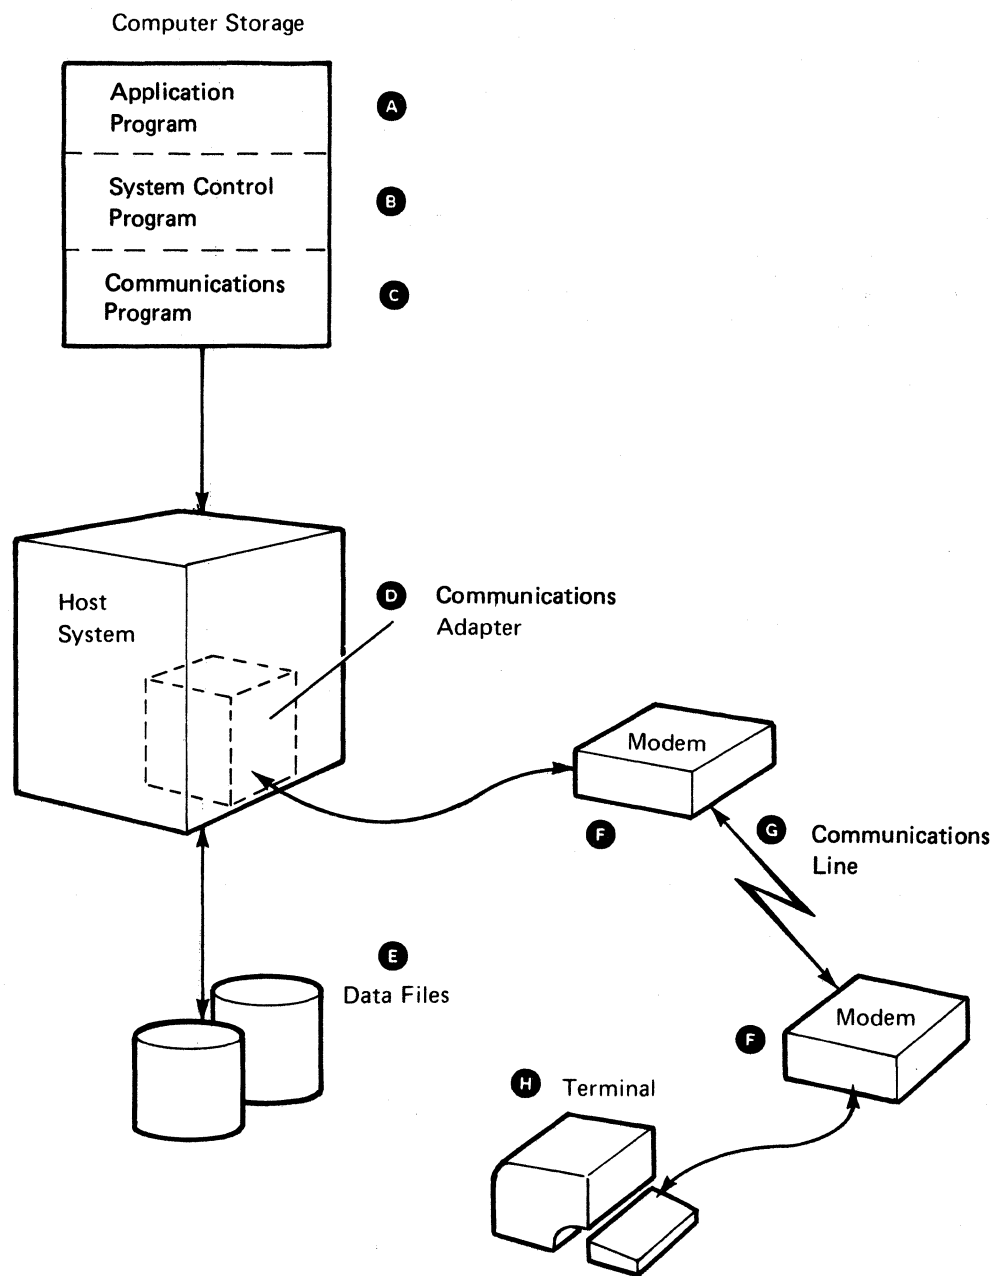 Computer Storage
Application
Program
A
System Control
Program
B
Communications
Program
C
Host
System
D
Communications
Adapter
Modem
F
G
Communications
Line
E
Data Files
Modem
F
H
Terminal